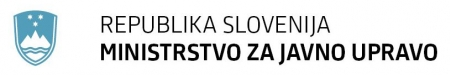 REPUBLIKA SLOVENIJA
MINISTRSTVO ZA JAVNO UPRAVO